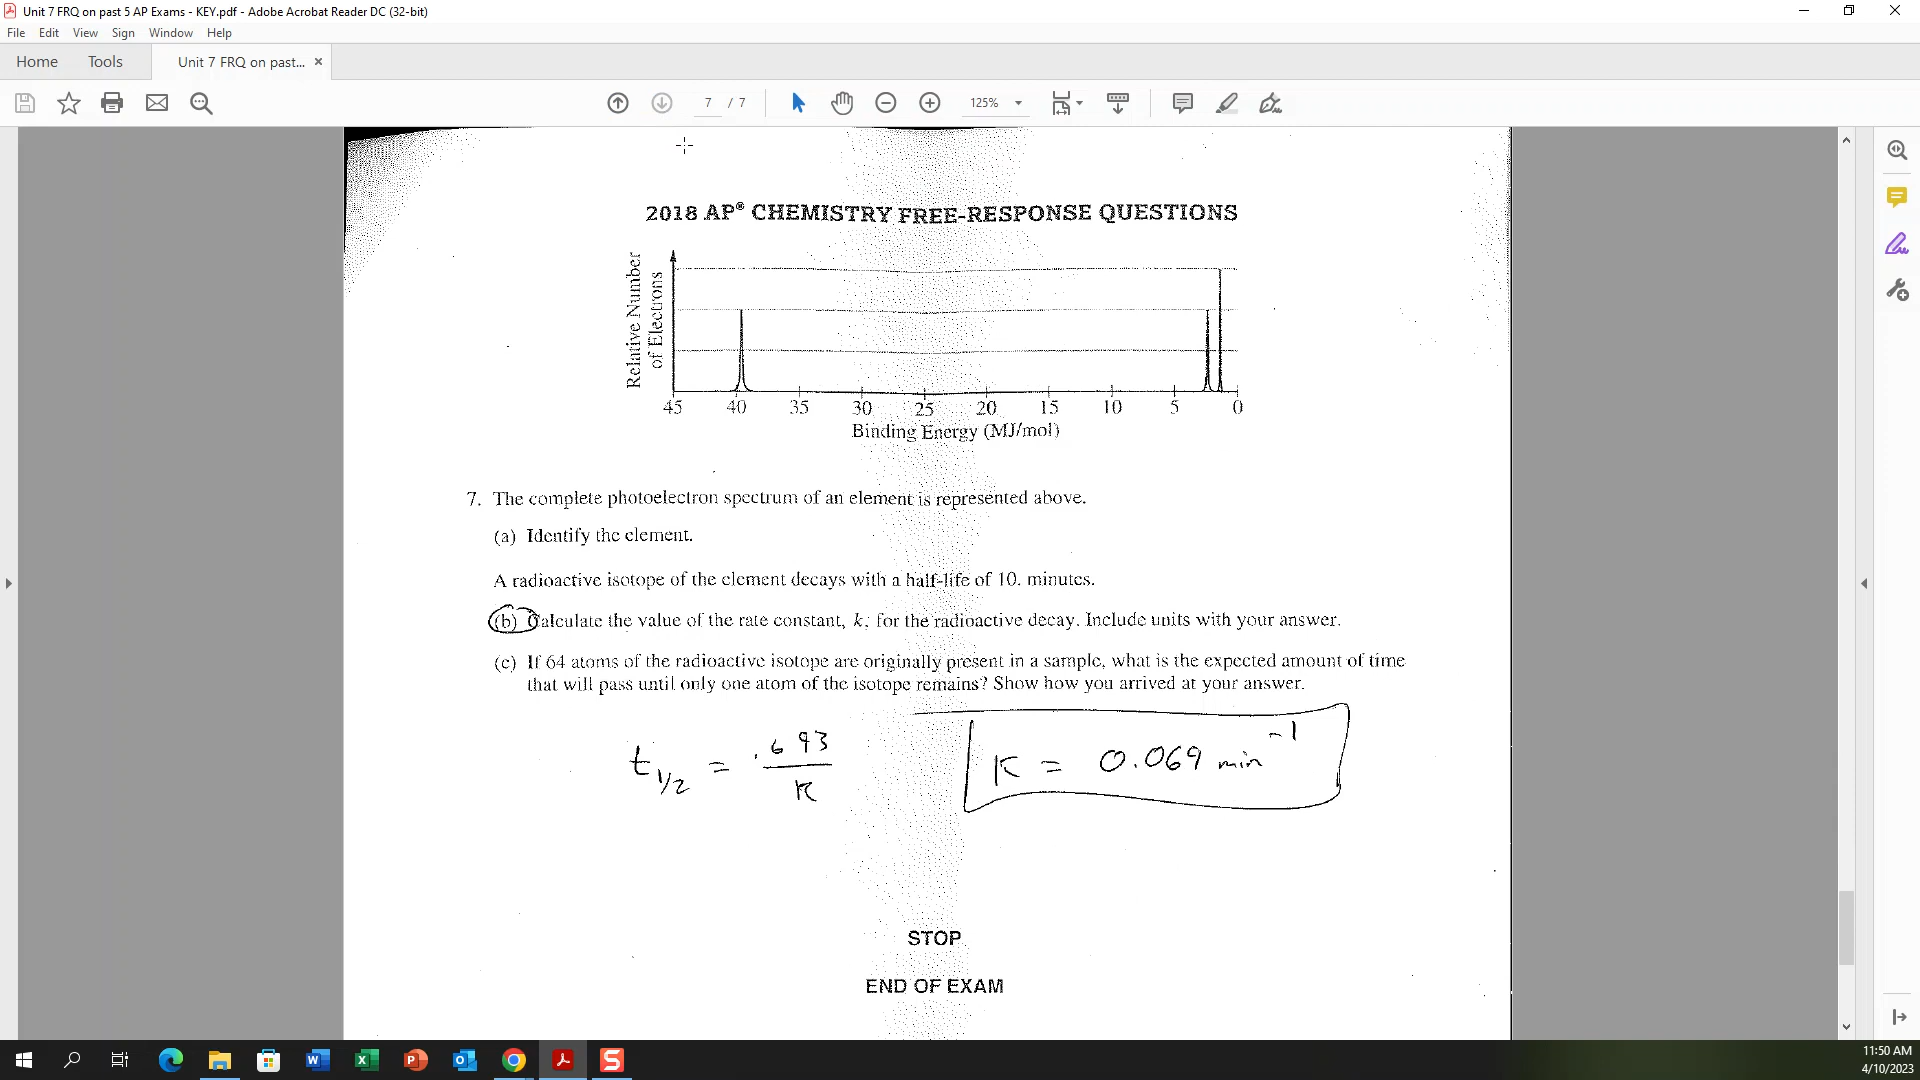 Unit 7 FRQ on past 5 AP Exams - KEY.pdf - Adobe Acrobat Reader DC (32-bit)
File Edit View Sign Window Help
Home Tools Unit 7 FRQ on past... ×
7 / 7 125%
2018 AP® CHEMISTRY FREE-RESPONSE QUESTIONS
Relative Number
of Electrons
45 40 35 30 25 20 15 10 5 0
Binding Energy (MJ/mol)
7. The complete photoelectron spectrum of an element is represented above.
(a) Identify the element.
A radioactive isotope of the element decays with a half-life of 10. minutes.
(b) Calculate the value of the rate constant, k, for the radioactive decay. Include units with your answer.
(c) If 64 atoms of the radioactive isotope are originally present in a sample, what is the expected amount of time
that will pass until only one atom of the isotope remains? Show how you arrived at your answer.
t1/2 = .693/K
K = 0.069 min⁻¹
STOP
END OF EXAM
11:50 AM
4/10/2023